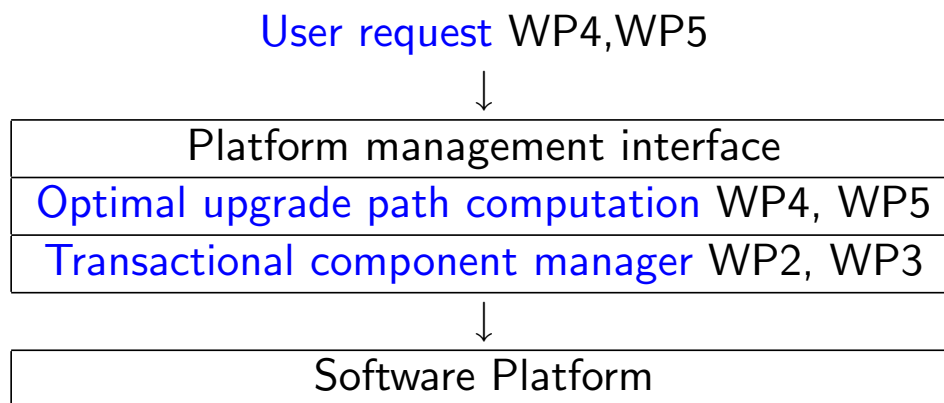 User request WP4,WP5
↓
Platform management interface
Optimal upgrade path computation WP4, WP5
Transactional component manager WP2, WP3
↓
Software Platform